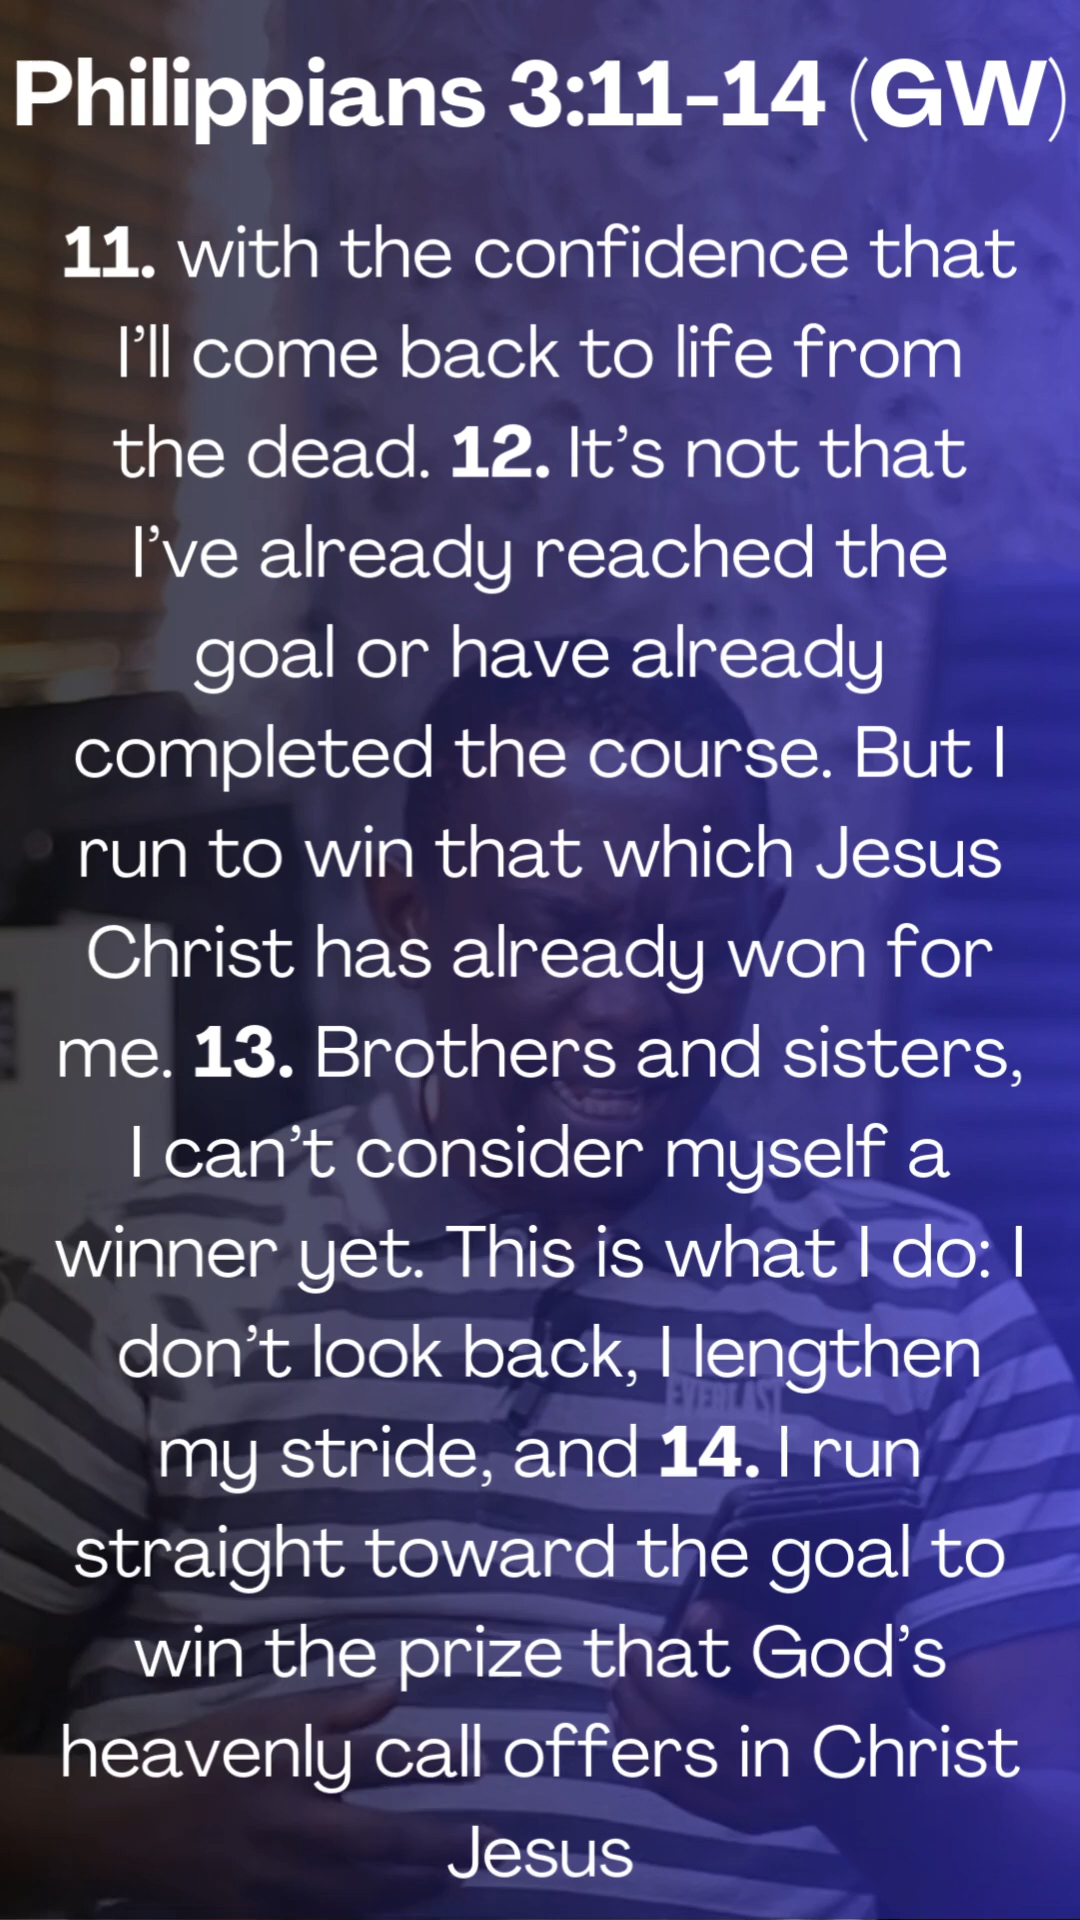 Philippians 3:11-14 (GW)
11. with the confidence that
I’ll come back to life from
the dead. 12. It’s not that
I’ve already reached the
goal or have already
completed the course. But I
run to win that which Jesus
Christ has already won for
me. 13. Brothers and sisters,
I can’t consider myself a
winner yet. This is what I do: I
don’t look back, I lengthen
EVERLAST
my stride, and 14. I run
straight toward the goal to
win the prize that God’s
heavenly call offers in Christ
Jesus